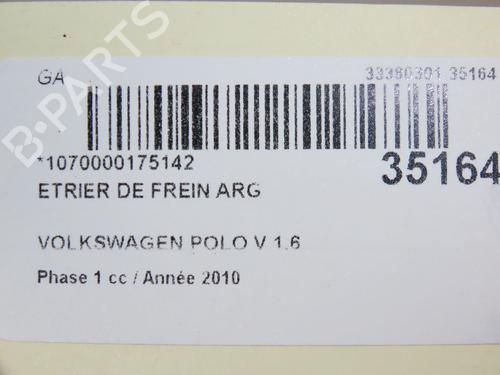 GA 33380301 35164
*1070000175142
35164
ETRIER DE FREIN ARG
VOLKSWAGEN POLO V 1.6
Phase 1 cc / Année 2010
B-PARTS